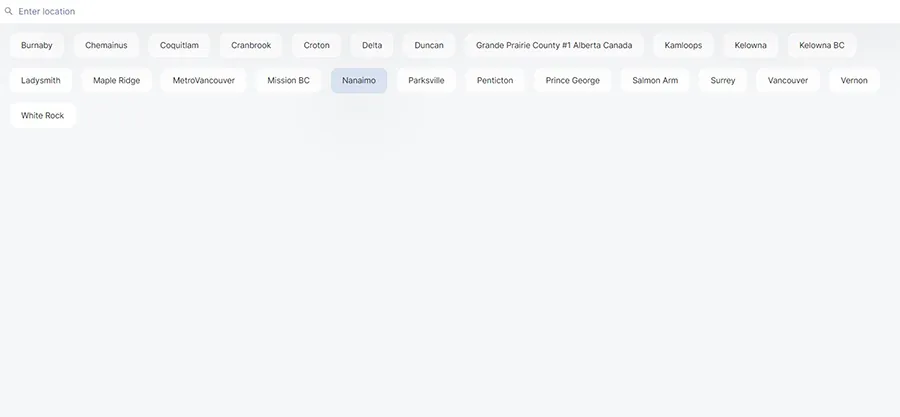 Enter location
Burnaby Chemainus Coquitlam Cranbrook Croton Delta Duncan Grande Prairie County #1 Alberta Canada Kamloops Kelowna Kelowna BC
Ladysmith Maple Ridge MetroVancouver Mission BC Nanaimo Parksville Penticton Prince George Salmon Arm Surrey Vancouver Vernon
White Rock